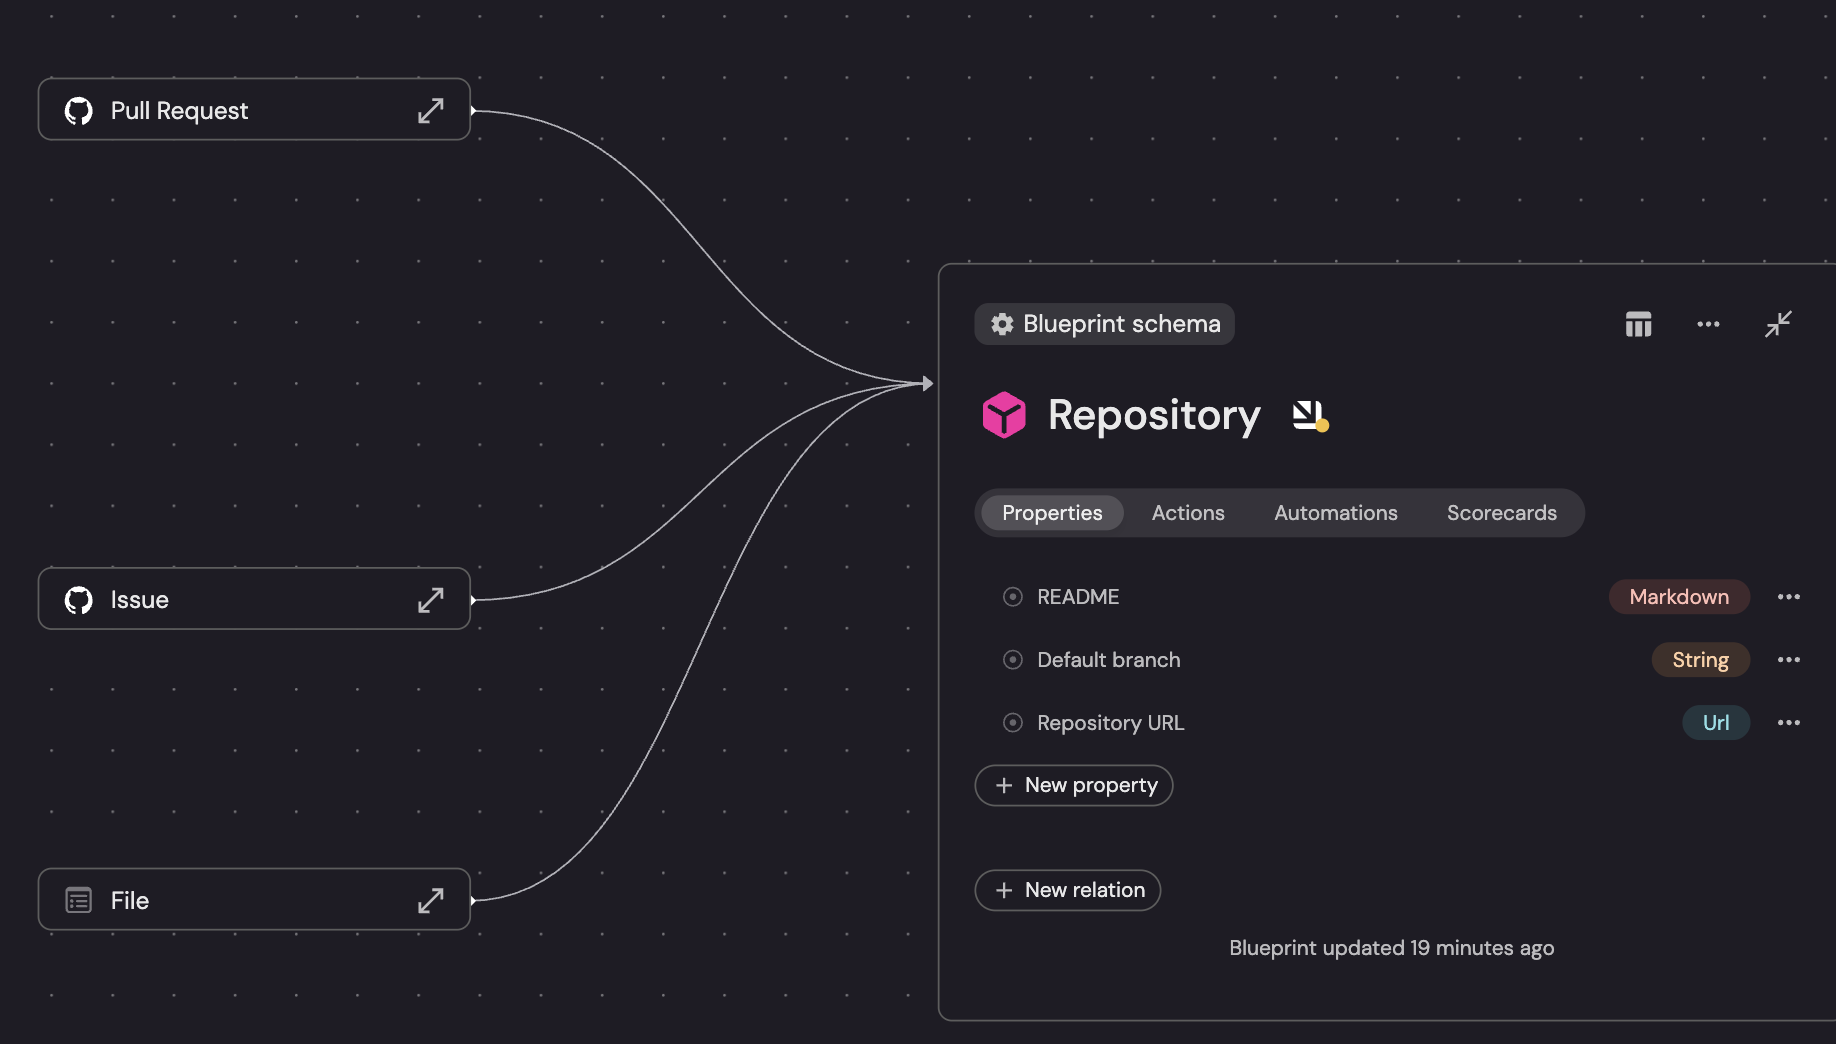 Pull Request
Issue
File
Blueprint schema
Repository
Properties Actions Automations Scorecards
README Markdown
Default branch String
Repository URL Url
+ New property
+ New relation
Blueprint updated 19 minutes ago